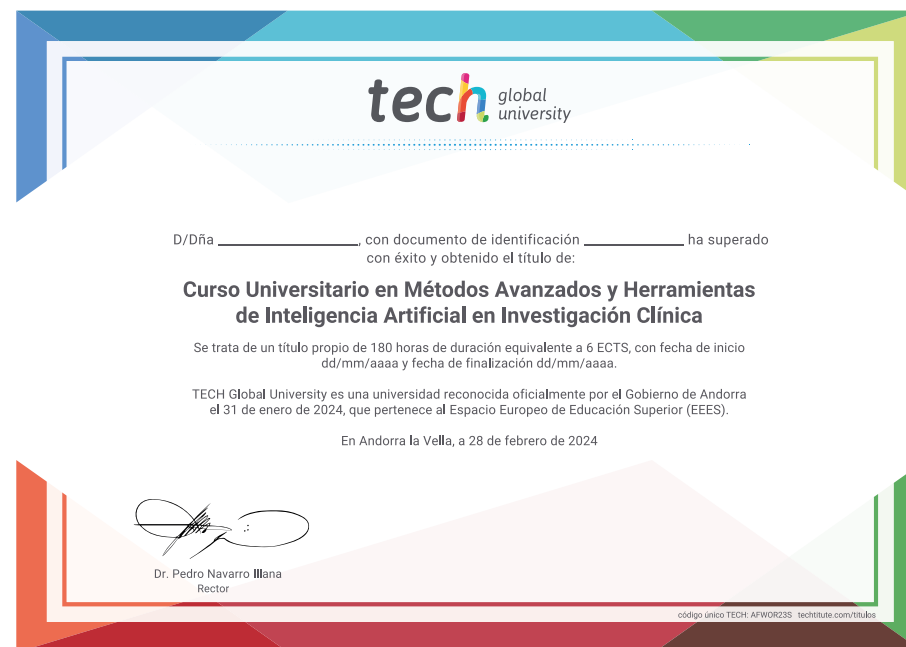 tech global university
D/Dña ____________________, con documento de identificación ______________ ha superado
con éxito y obtenido el título de:
Curso Universitario en Métodos Avanzados y Herramientas
de Inteligencia Artificial en Investigación Clínica
Se trata de un título propio de 180 horas de duración equivalente a 6 ECTS, con fecha de inicio
dd/mm/aaaa y fecha de finalización dd/mm/aaaa.
TECH Global University es una universidad reconocida oficialmente por el Gobierno de Andorra
el 31 de enero de 2024, que pertenece al Espacio Europeo de Educación Superior (EEES).
En Andorra la Vella, a 28 de febrero de 2024
Dr. Pedro Navarro Illana
Rector
código único TECH: AFWOR23S techtitute.com/titulos